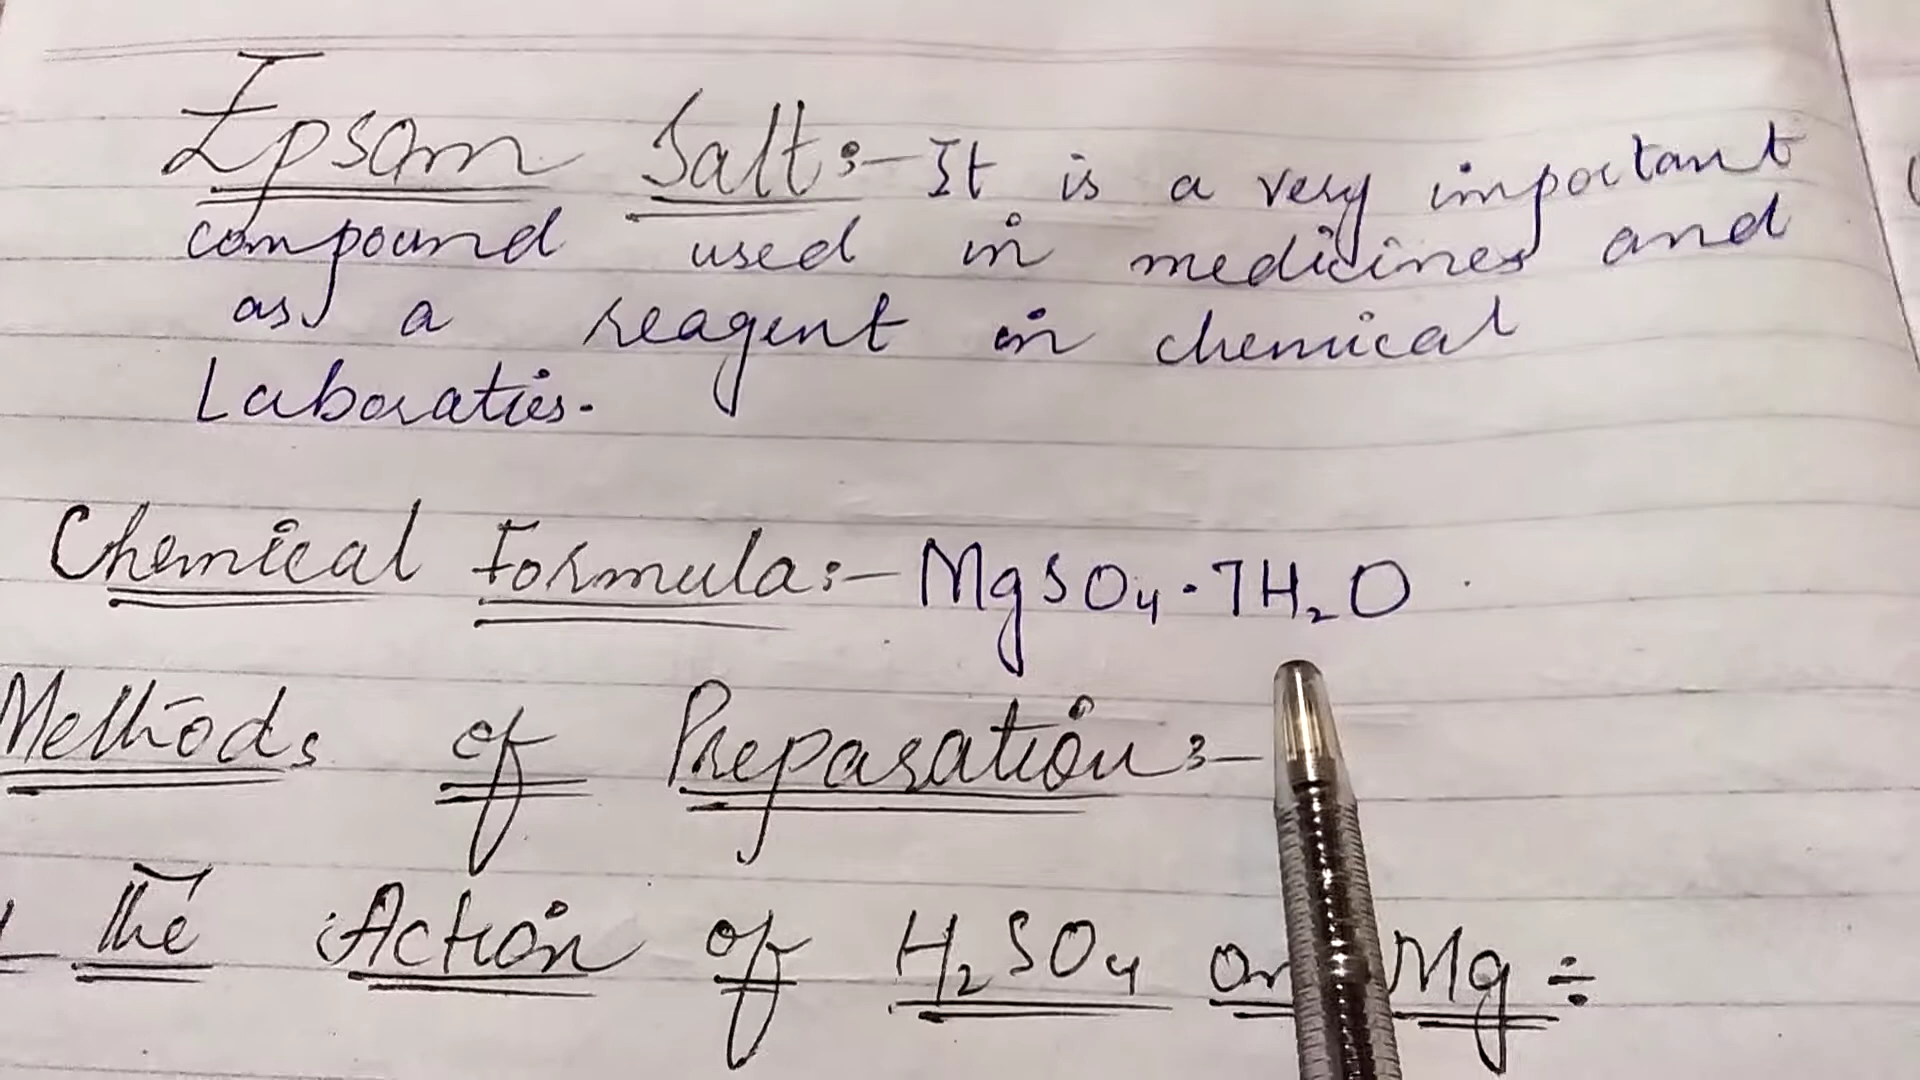 Epsom Salt:- It is a very important
compound used in medicines and
as a reagent in chemical
Laboraties.
Chemical Formula:- MgSO₄·7H₂O
Methods of Preparation:-
The Action of H₂SO₄ on Mg÷